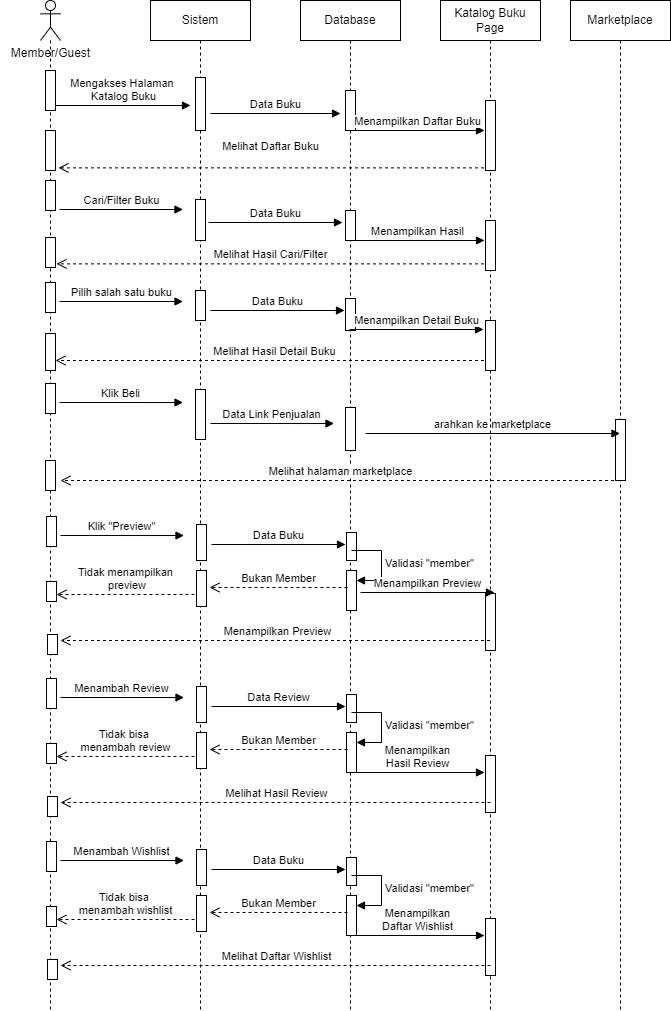 Member/Guest
Sistem
Database
Katalog Buku
Page
Marketplace
Mengakses Halaman
Katalog Buku
Data Buku
Menampilkan Daftar Buku
Melihat Daftar Buku
Cari/Filter Buku
Data Buku
Menampilkan Hasil
Melihat Hasil Cari/Filter
Pilih salah satu buku
Data Buku
Menampilkan Detail Buku
Melihat Hasil Detail Buku
Klik Beli
Data Link Penjualan
arahkan ke marketplace
Melihat halaman marketplace
Klik "Preview"
Data Buku
Validasi "member"
Tidak menampilkan
preview
Bukan Member
Menampilkan Preview
Menampilkan Preview
Menambah Review
Data Review
Validasi "member"
Tidak bisa
menambah review
Bukan Member
Menampilkan
Hasil Review
Melihat Hasil Review
Menambah Wishlist
Data Buku
Validasi "member"
Tidak bisa
menambah wishlist
Bukan Member
Menampilkan
Daftar Wishlist
Melihat Daftar Wishlist